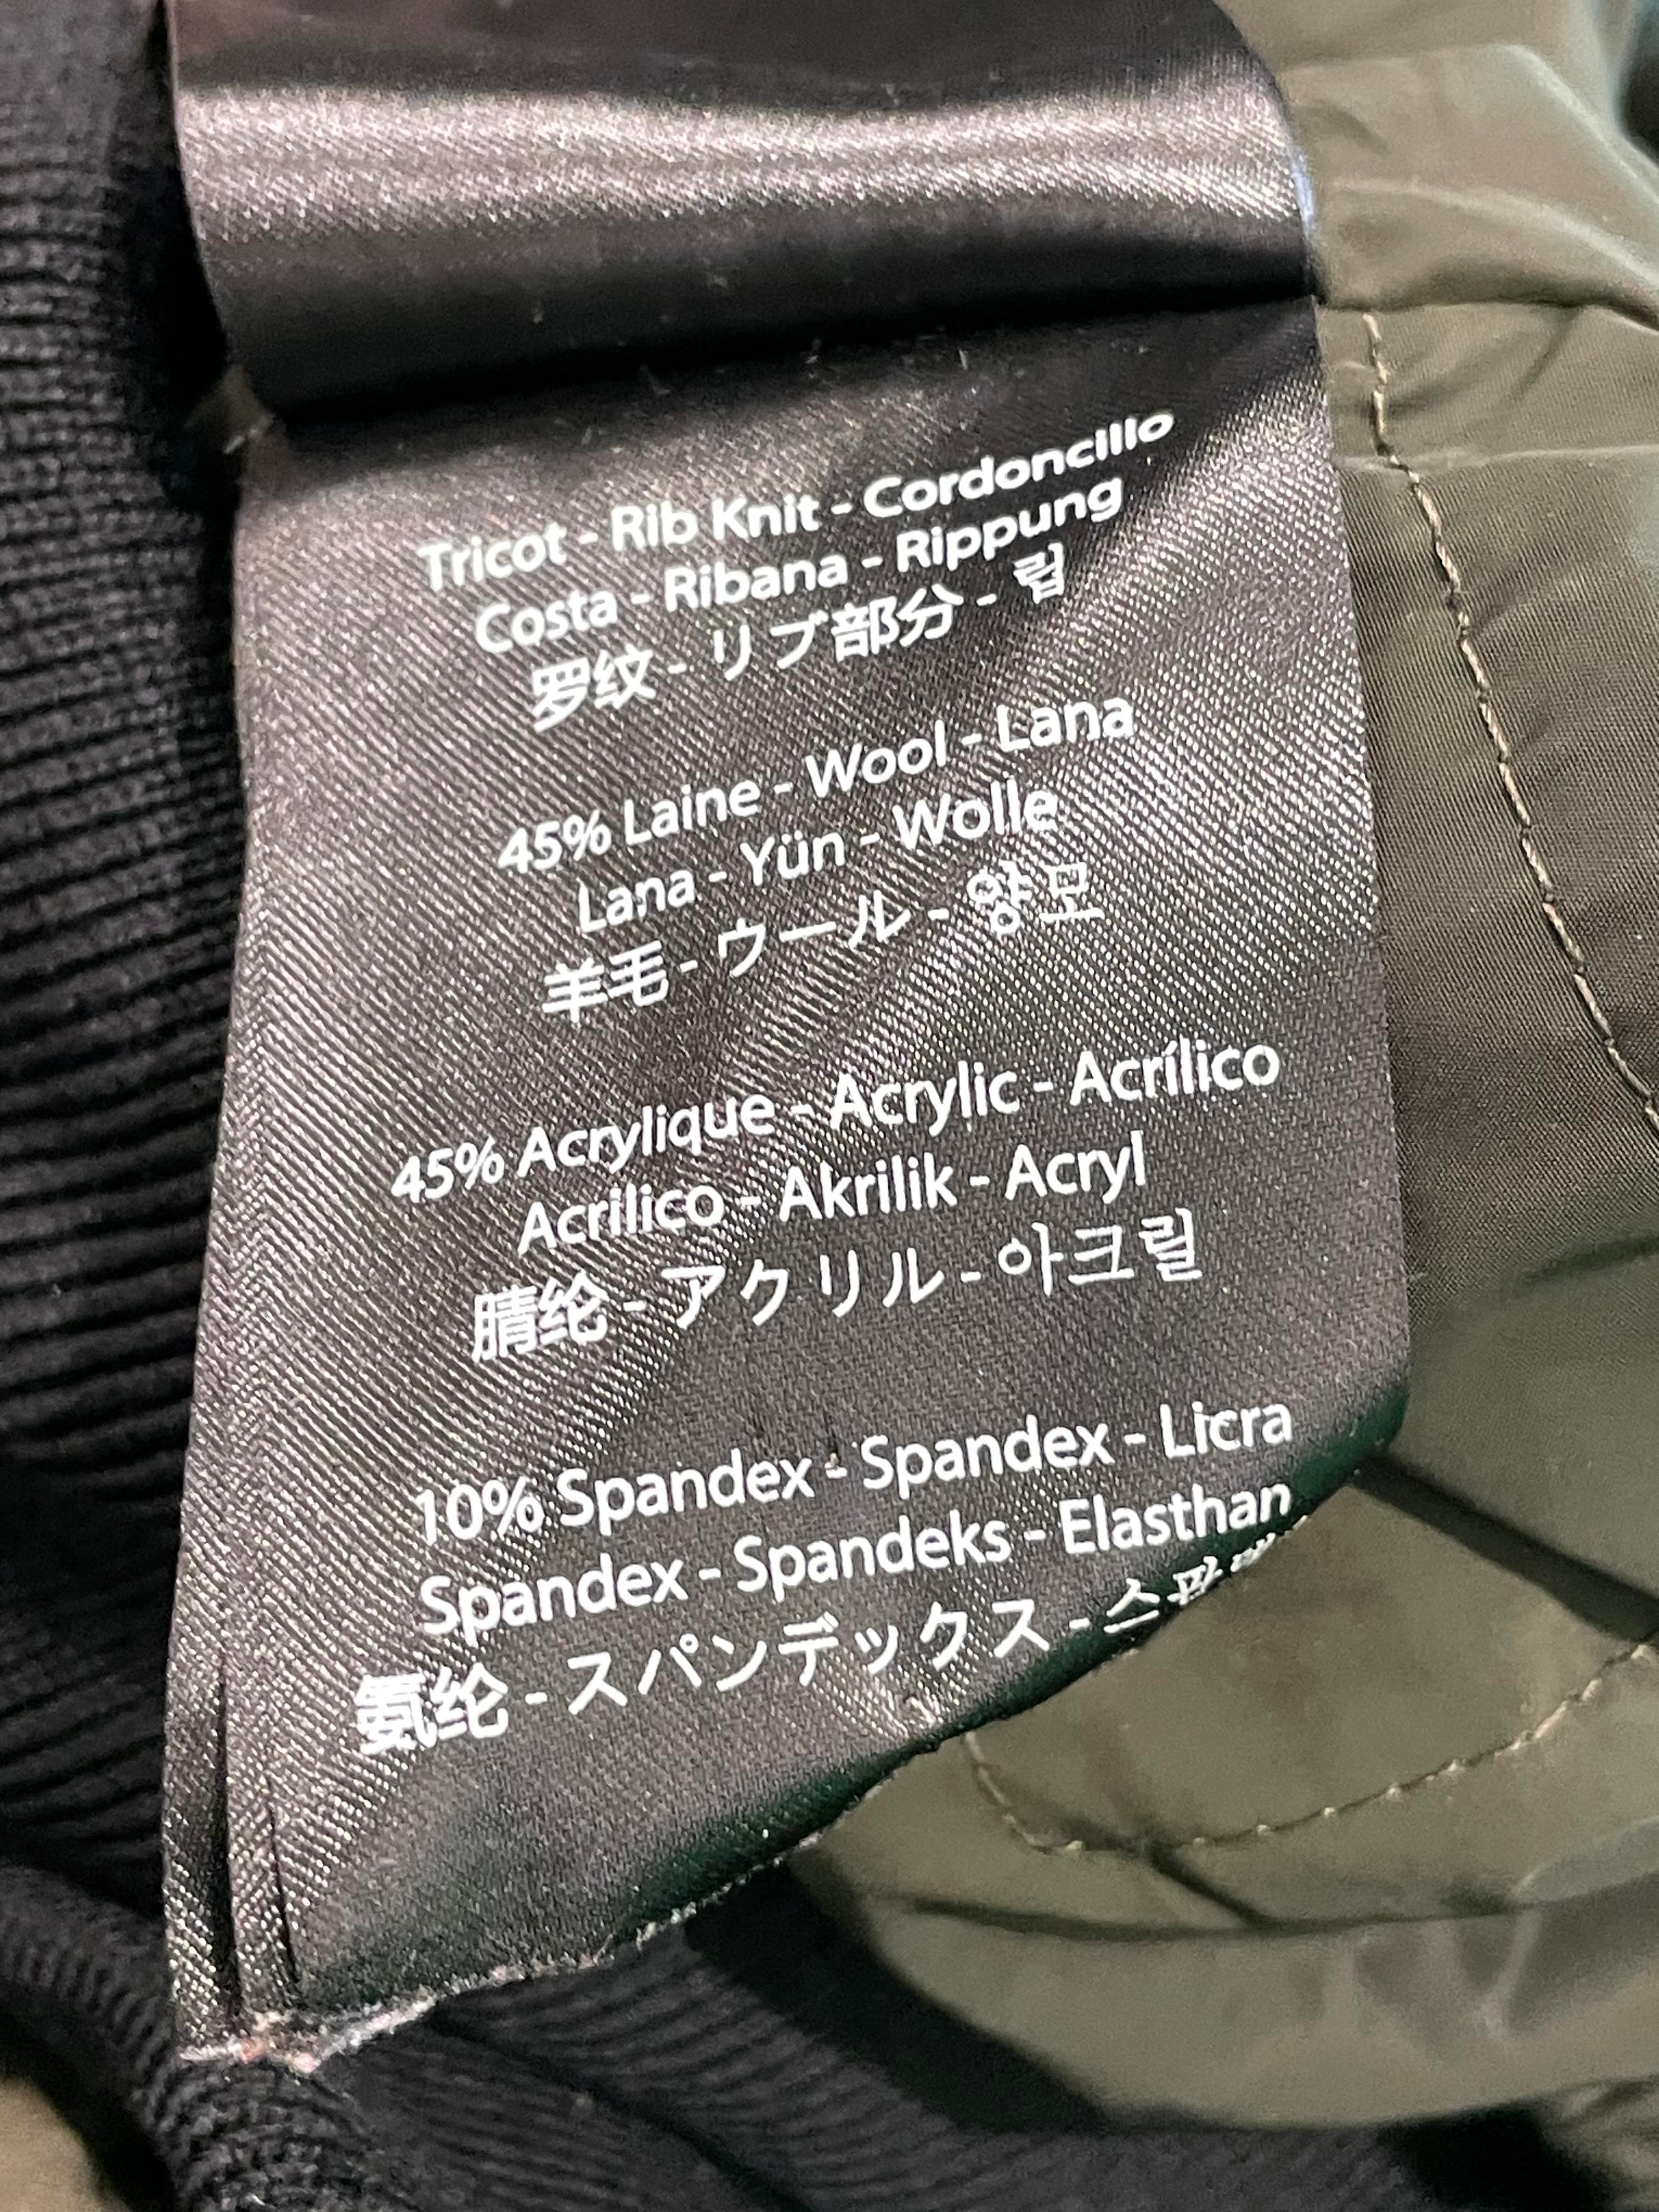 Tricot - Rib Knit - Cordoncillo
Costa - Ribana - Rippung
罗纹 - リブ部分 - 립
45% Laine - Wool - Lana
Lana - Yün - Wolle
羊毛 - ウール - 양모
45% Acrylique - Acrylic - Acrílico
Acrilico - Akrilik - Acryl
腈纶 - アクリル - 아크릴
10% Spandex - Spandex - Licra
Spandex - Spandeks - Elasthan
氨纶 - スパンデックス -